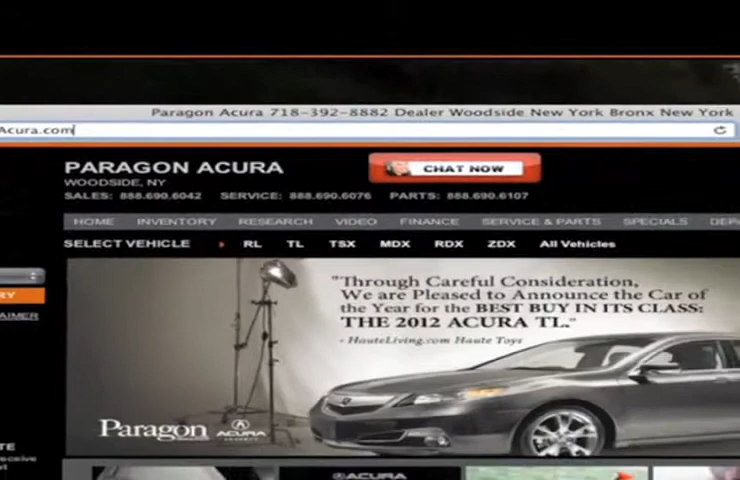 Paragon Acura 718-392-8882 Dealer Woodside New York Bronx New York
Acura.com
PARAGON ACURA
CHAT NOW
WOODSIDE, NY
SALES: 888.690.6042 SERVICE: 888.690.6076 PARTS: 888.690.6107
HOME INVENTORY RESEARCH VIDEO FINANCE SERVICE & PARTS SPECIALS
SELECT VEHICLE RL TL TSX MDX RDX ZDX All Vehicles
RY
AIMER
"Through Careful Consideration,
We are Pleased to Announce the Car of
the Year for the BEST BUY IN ITS CLASS:
THE 2012 ACURA TL."
- HauteLiving.com Haute Toys
Paragon ACURA
TE
ACURA